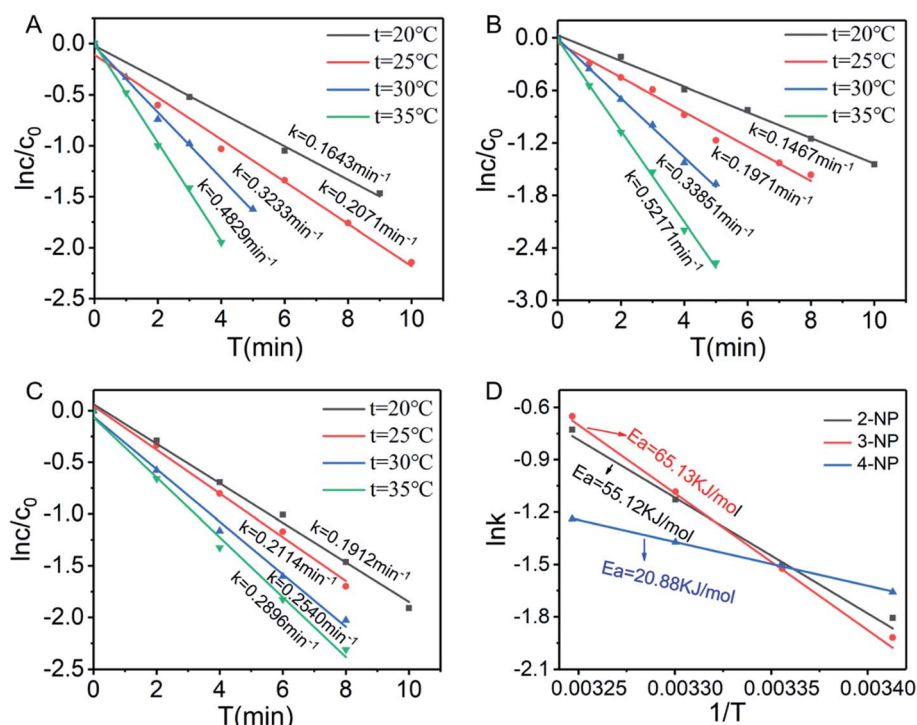 A
t=20°C
t=25°C
t=30°C
t=35°C
k=0.1643min-1
k=0.2071min-1
k=0.3233min-1
k=0.4829min-1
lnc/c0
0.0
-0.5
-1.0
-1.5
-2.0
-2.5
0 2 4 6 8 10
T(min)
B
t=20°C
t=25°C
t=30°C
t=35°C
k=0.1467min-1
k=0.1971min-1
k=0.33851min-1
k=0.52171min-1
lnc/c0
0.0
-0.6
-1.2
-1.8
-2.4
-3.0
0 2 4 6 8 10
T(min)
C
t=20°C
t=25°C
t=30°C
t=35°C
k=0.1912min-1
k=0.2114min-1
k=0.2540min-1
k=0.2896min-1
lnc/c0
0.0
-0.5
-1.0
-1.5
-2.0
-2.5
0 2 4 6 8 10
T(min)
D
2-NP
3-NP
4-NP
Ea=65.13KJ/mol
Ea=55.12KJ/mol
Ea=20.88KJ/mol
lnk
-0.6
-0.9
-1.2
-1.5
-1.8
-2.1
0.00325 0.00330 0.00335 0.00340
1/T